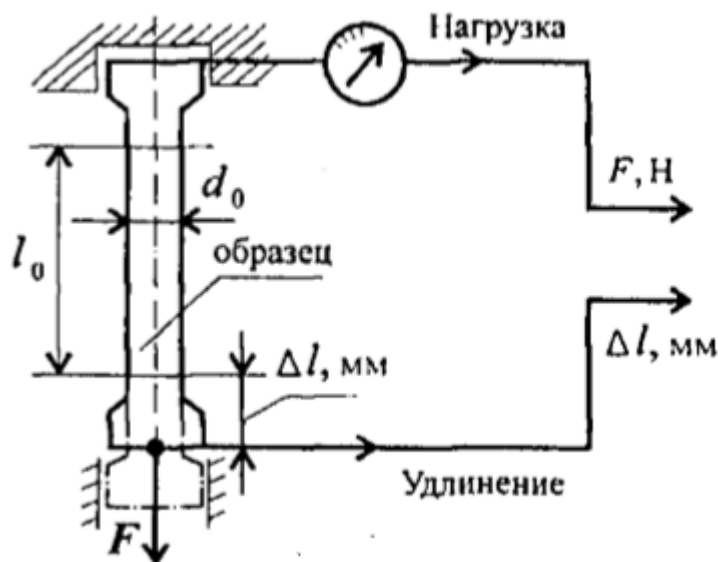 Нагрузка
F, Н
d₀
l₀
образец
Δl, мм
Δl, мм
Удлинение
F